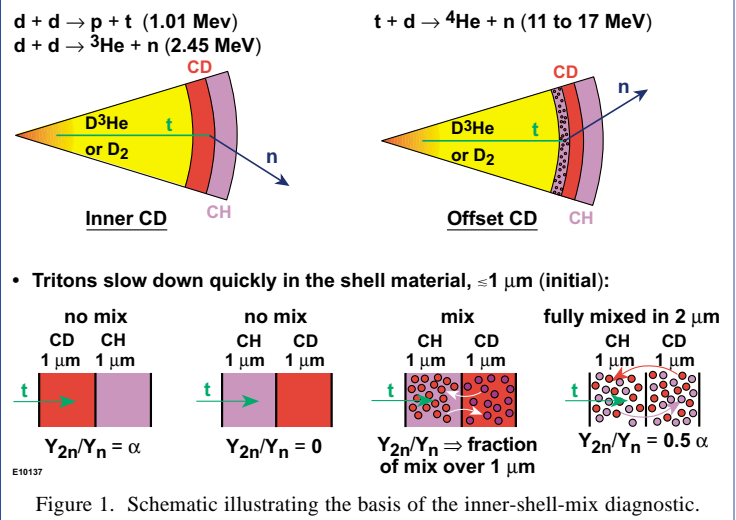 d + d → p + t (1.01 Mev)
d + d → ³He + n (2.45 MeV)
t + d → ⁴He + n (11 to 17 MeV)
CD
D³He
or D₂
t
n
CH
Inner CD
CD
D³He
or D₂
t
n
CH
Offset CD
• Tritons slow down quickly in the shell material, ≲1 μm (initial):
no mix
CD CH
1 μm 1 μm
t
Y₂ₙ/Yₙ = α
no mix
CH CD
1 μm 1 μm
t
Y₂ₙ/Yₙ = 0
mix
CH CD
1 μm 1 μm
t
Y₂ₙ/Yₙ ⇒ fraction
of mix over 1 μm
fully mixed in 2 μm
CH CD
1 μm 1 μm
t
Y₂ₙ/Yₙ = 0.5 α
E10137
Figure 1. Schematic illustrating the basis of the inner-shell-mix diagnostic.